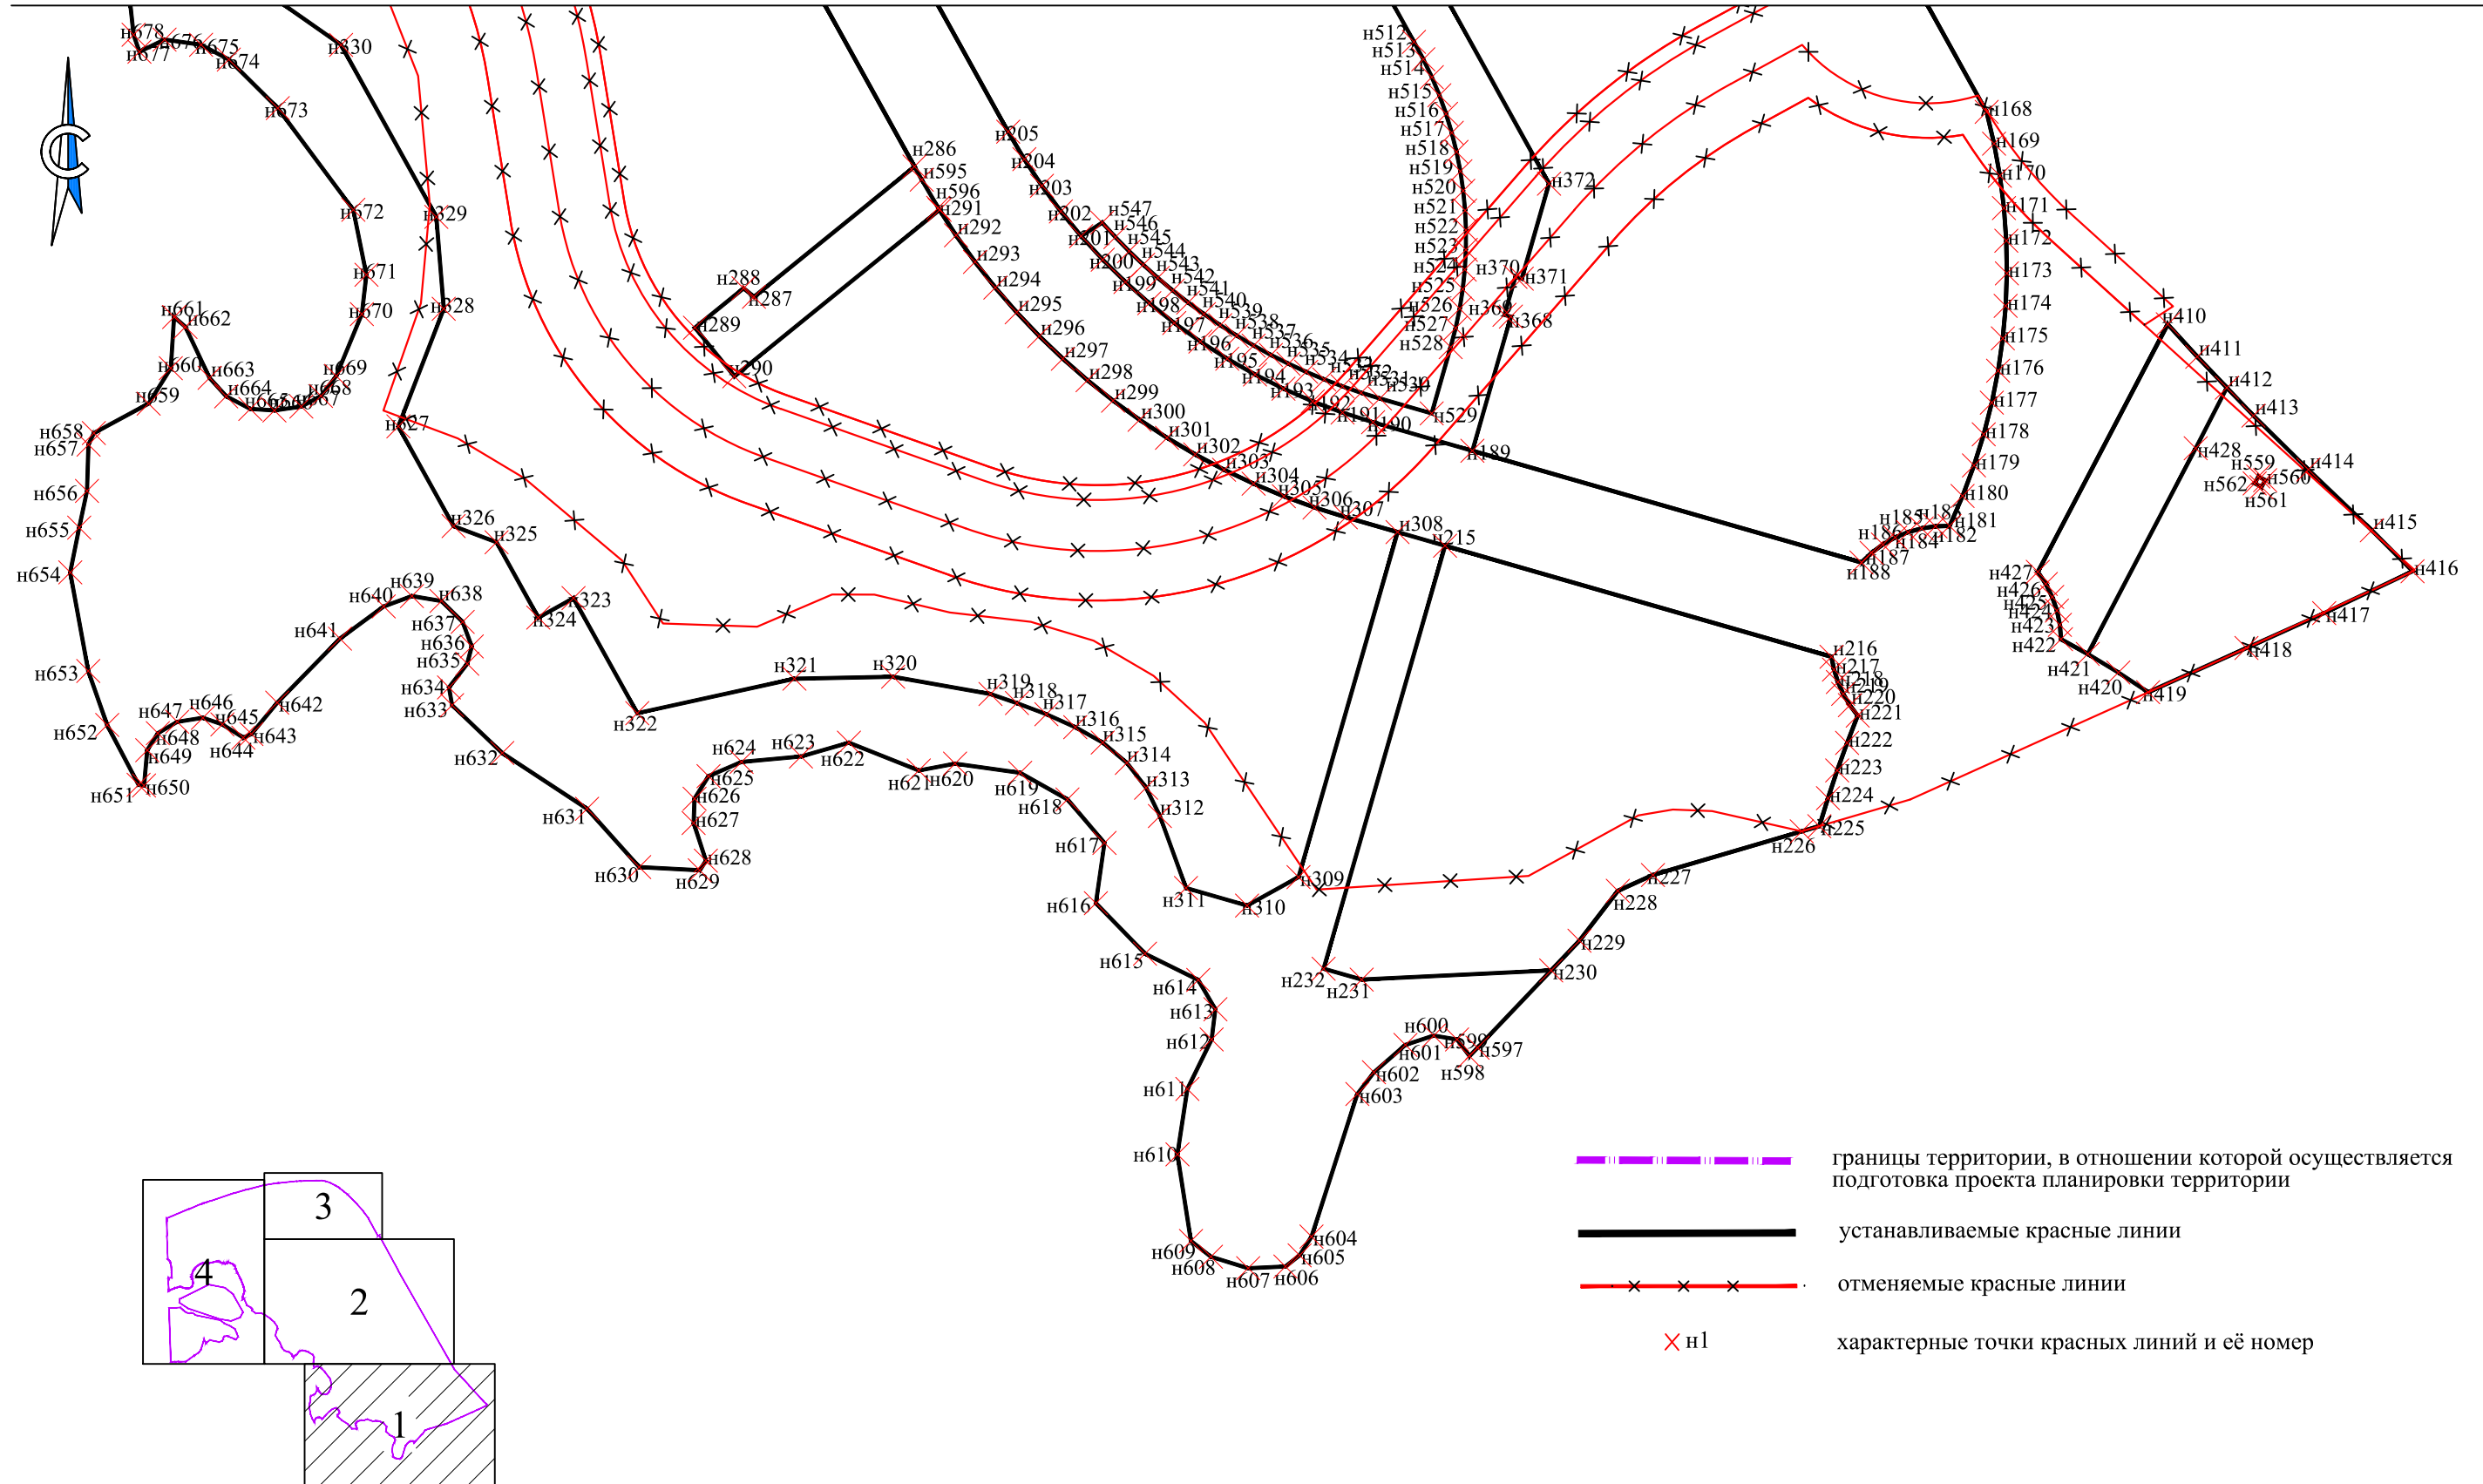 н678
н677
н676
н675
н674
н673
н672
н671
н670
н669
н668
н667
н665
н664
н663
н662
н661
н660
н659
н658
н657
н656
н655
н654
н653
н652
н651
н650
н649
н648
н647
н646
н645
н644
н643
н642
н641
н640
н639
н638
н637
н636
н635
н634
н633
н632
н631
н630
н629
н628
н627
н626
н625
н624
н623
н622
н621
н620
н619
н618
н617
н616
н615
н614
н613
н612
н611
н610
н609
н608
н607
н606
н605
н604
н603
н602
н601
н600
н599
н598
н597
н330
н329
н328
н327
н326
н325
н324
н323
н322
н321
н320
н319
н318
н317
н316
н315
н314
н313
н312
н311
н310
н309
н308
н307
н306
н305
н304
н303
н302
н301
н300
н299
н298
н297
н296
н295
н294
н293
н292
н291
н596
н595
н286
н287
н288
н289
н290
н205
н204
н203
н202
н201
н200
н199
н198
н197
н196
н195
н194
н193
н192
н191
н190
н189
н188
н187
н186
н185
н184
н183
н182
н181
н180
н179
н178
н177
н176
н175
н174
н173
н172
н171
н170
н169
н168
н547
н546
н545
н544
н543
н542
н541
н540
н539
н538
н537
н536
н535
н534
н533
н532
н531
н530
н529
н528
н527
н526
н525
н524
н523
н522
н521
н520
н519
н518
н517
н516
н515
н514
н513
н512
н372
н371
н370
н369
н368
н215
н216
н217
н218
н219
н220
н221
н222
н223
н224
н225
н226
н227
н228
н229
н230
н231
н232
н410
н411
н412
н413
н414
н415
н416
н417
н418
н419
н420
н421
н422
н423
н424
н425
н426
н427
н428
н559
н560
н561
н562
3
4
2
1
границы территории, в отношении которой осуществляется
подготовка проекта планировки территории
устанавливаемые красные линии
отменяемые красные линии
н1
характерные точки красных линий и её номер